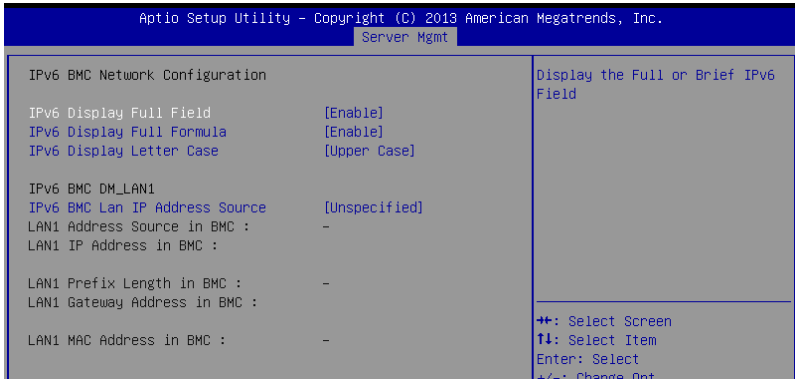 Aptio Setup Utility – Copyright (C) 2013 American Megatrends, Inc.
Server Mgmt
IPv6 BMC Network Configuration
IPv6 Display Full Field [Enable]
IPv6 Display Full Formula [Enable]
IPv6 Display Letter Case [Upper Case]
IPv6 BMC DM_LAN1
IPv6 BMC Lan IP Address Source [Unspecified]
LAN1 Address Source in BMC : –
LAN1 IP Address in BMC :
LAN1 Prefix Length in BMC : –
LAN1 Gateway Address in BMC :
LAN1 MAC Address in BMC : –
Display the Full or Brief IPv6
Field
→←: Select Screen
↑↓: Select Item
Enter: Select
+/-: Change Opt.